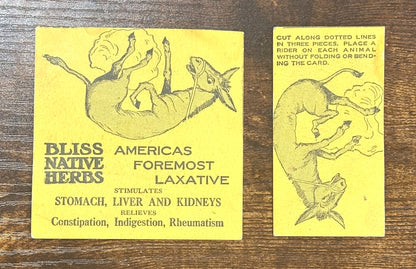 BLISS AMERICAS
NATIVE FOREMOST
HERBS LAXATIVE
STIMULATES
STOMACH, LIVER AND KIDNEYS
RELIEVES
Constipation, Indigestion, Rheumatism
CUT ALONG DOTTED LINES
IN THREE PIECES. PLACE A
RIDER ON EACH ANIMAL
WITHOUT FOLDING OR BEND-
ING THE CARD.